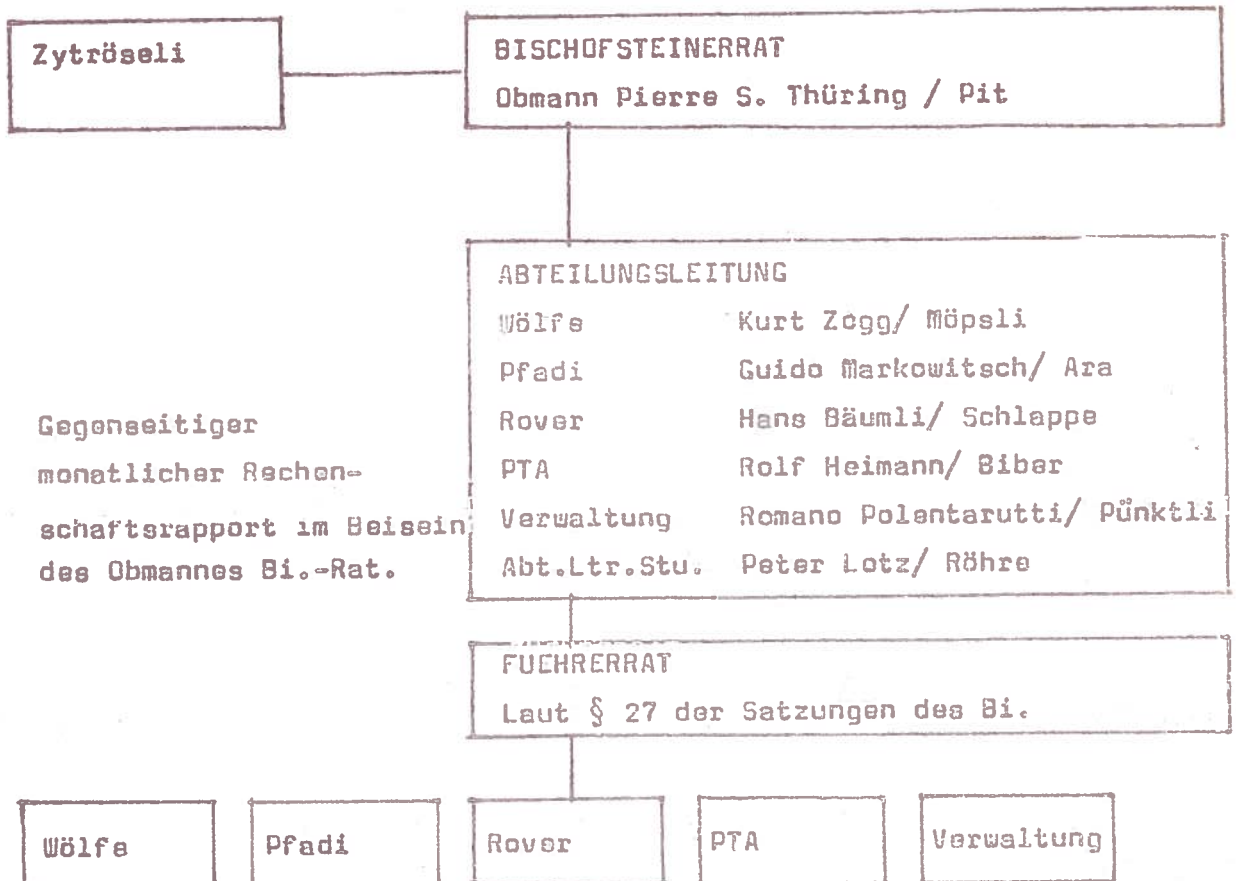 Zytröseli
BISCHOFSTEINERRAT
Obmann Pierre S. Thüring / Pit
ABTEILUNGSLEITUNG
Wölfe Kurt Zogg/ Möpsli
Pfadi Guido Markowitsch/ Ara
Rover Hans Bäumli/ Schlappe
PTA Rolf Heimann/ Biber
Verwaltung Romano Polentarutti/ Pünktli
Abt.Ltr.Stu. Peter Lotz/ Röhre
Gegenseitiger
monatlicher Rechen-
schaftsrapport im Beisein
des Obmannes Bi.-Rat.
FUEHRERRAT
Laut § 27 der Satzungen des Bi.
Wölfe
Pfadi
Rover
PTA
Verwaltung